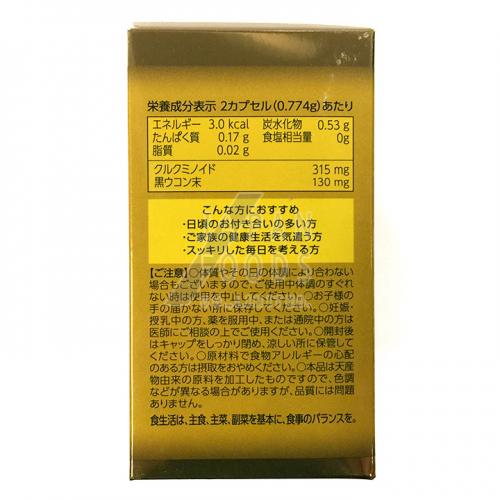 栄養成分表示 2カプセル(0.774g)あたり
エネルギー 3.0 kcal 炭水化物 0.53 g
たんぱく質 0.17 g 食塩相当量 0g
脂質 0.02 g
クルクミノイド 315 mg
黒ウコン末 130 mg
こんな方におすすめ
・日頃のお付き合いの多い方
・ご家族の健康生活を気遣う方
・スッキリした毎日を考える方
【ご注意】○体質やその日の体調により合わない
場合もございますので、ご使用中体調のすぐれ
ない時は使用を中止してください。○お子様の
手の届かない所に保存してください。○妊娠・
授乳中の方、薬を服用中、または通院中の方は
医師にご相談の上でご使用ください。○開封後
はキャップをしっかり閉め、涼しい所に保管して
ください。○原材料で食物アレルギーの心配
のある方は摂取をおやめください。○本品は天産
物由来の原料を加工したものですので、色調
などが異なる場合がありますが、品質には問題
ありません。
食生活は、主食、主菜、副菜を基本に、食事のバランスを。